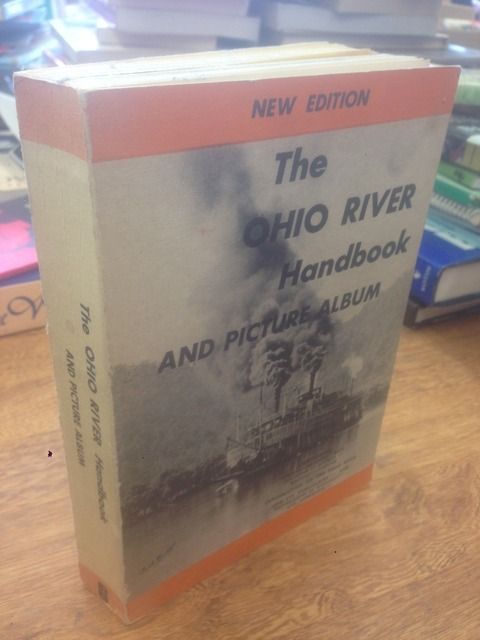 NEW EDITION
The
OHIO RIVER
Handbook
AND PICTURE ALBUM
The OHIO RIVER Handbook
AND PICTURE ALBUM